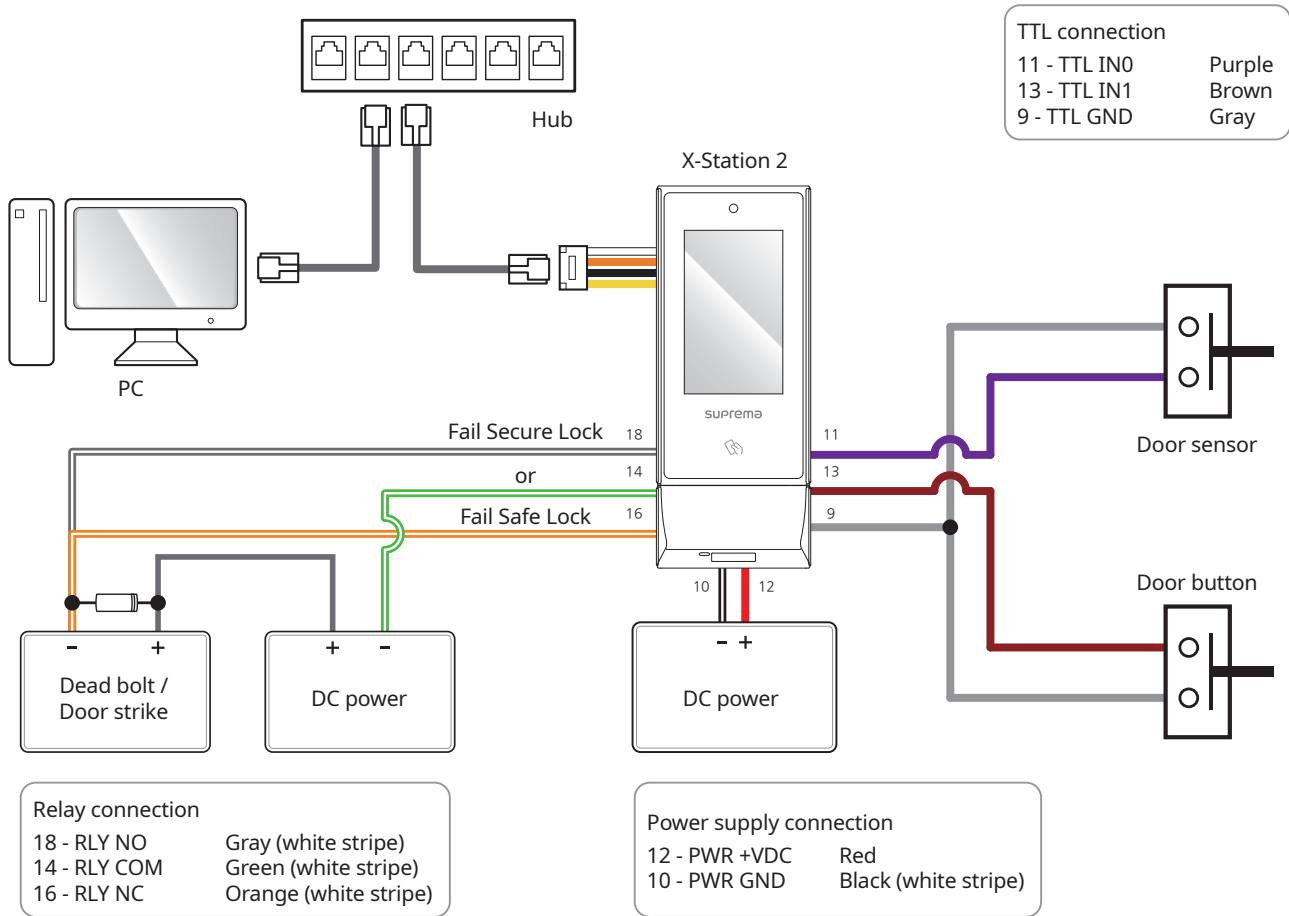 TTL connection
11 - TTL IN0 Purple
13 - TTL IN1 Brown
9 - TTL GND Gray
Hub
X-Station 2
PC
suprema
Fail Secure Lock 18
or 14
Fail Safe Lock 16
11
13
9
Door sensor
10 12
Door button
- +
Dead bolt /
Door strike
+ -
DC power
- +
DC power
Relay connection
18 - RLY NO Gray (white stripe)
14 - RLY COM Green (white stripe)
16 - RLY NC Orange (white stripe)
Power supply connection
12 - PWR +VDC Red
10 - PWR GND Black (white stripe)